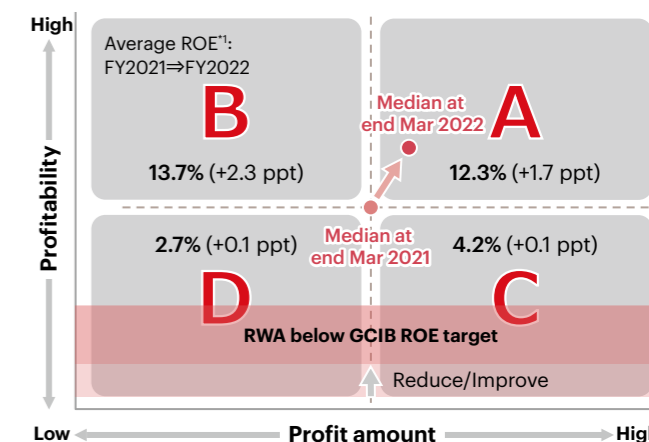 High
Average ROE*1:
FY2021⇒FY2022
B
13.7% (+2.3 ppt)
Median at
end Mar 2022
A
12.3% (+1.7 ppt)
Profitability
2.7% (+0.1 ppt)
D
Median at
end Mar 2021
4.2% (+0.1 ppt)
C
RWA below GCIB ROE target
Reduce/Improve
Low
Profit amount
High